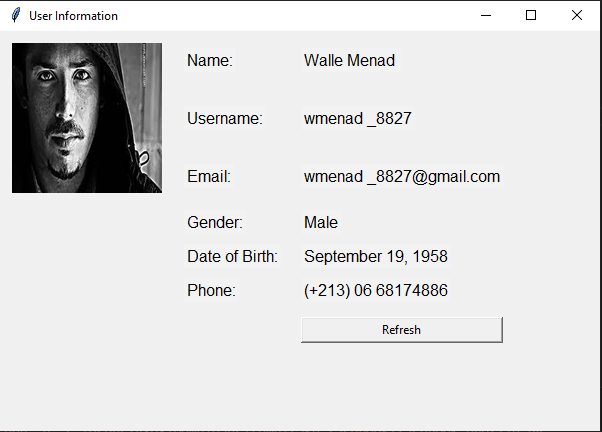 User Information
Name: Walle Menad
Username: wmenad _8827
Email: wmenad _8827@gmail.com
Gender: Male
Date of Birth: September 19, 1958
Phone: (+213) 06 68174886
Refresh